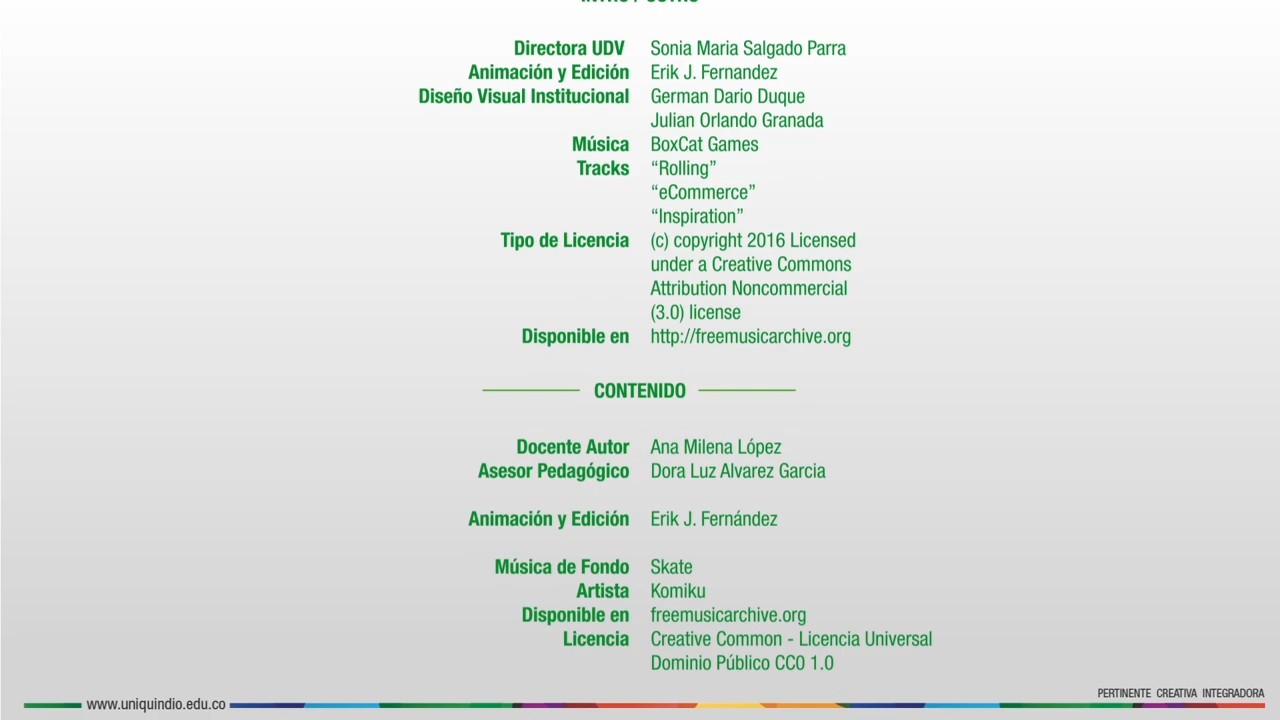 Directora UDV Sonia Maria Salgado Parra
Animación y Edición Erik J. Fernandez
Diseño Visual Institucional German Dario Duque
Julian Orlando Granada
Música BoxCat Games
Tracks “Rolling”
“eCommerce”
“Inspiration”
Tipo de Licencia (c) copyright 2016 Licensed
under a Creative Commons
Attribution Noncommercial
(3.0) license
Disponible en http://freemusicarchive.org
CONTENIDO
Docente Autor Ana Milena López
Asesor Pedagógico Dora Luz Alvarez Garcia
Animación y Edición Erik J. Fernández
Música de Fondo Skate
Artista Komiku
Disponible en freemusicarchive.org
Licencia Creative Common - Licencia Universal
Dominio Público CC0 1.0
PERTINENTE CREATIVA INTEGRADORA
www.uniquindio.edu.co